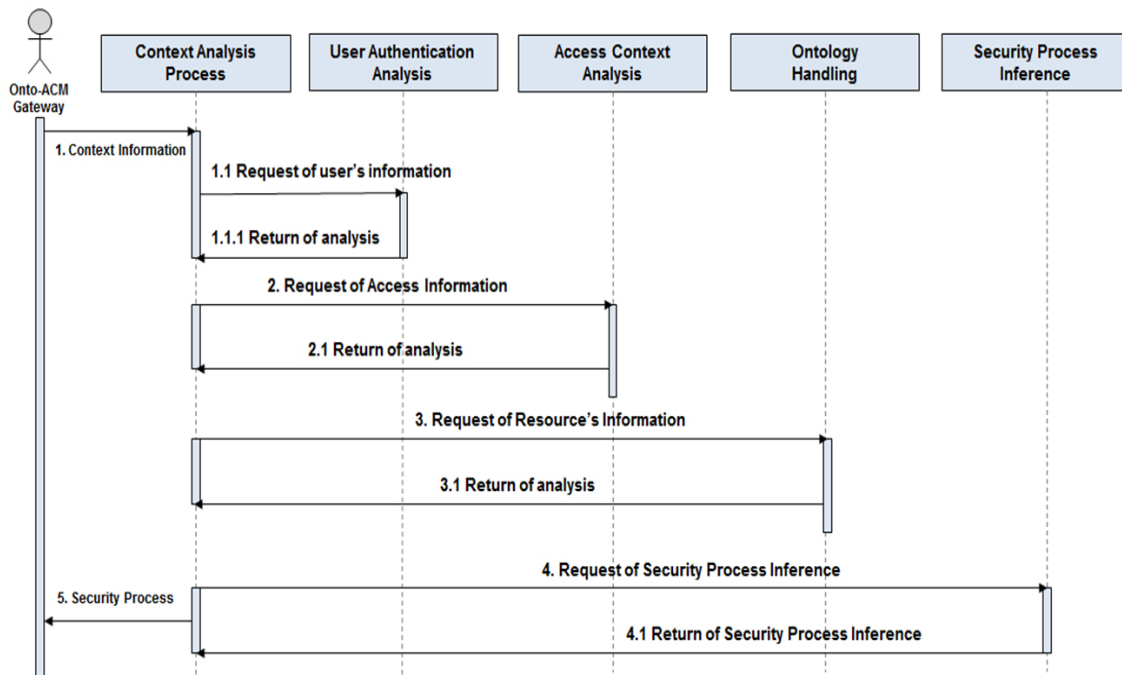 Context Analysis
Process
User Authentication
Analysis
Access Context
Analysis
Ontology
Handling
Security Process
Inference
Onto-ACM
Gateway
1. Context Information
1.1 Request of user's information
1.1.1 Return of analysis
2. Request of Access Information
2.1 Return of analysis
3. Request of Resource's Information
3.1 Return of analysis
4. Request of Security Process Inference
5. Security Process
4.1 Return of Security Process Inference